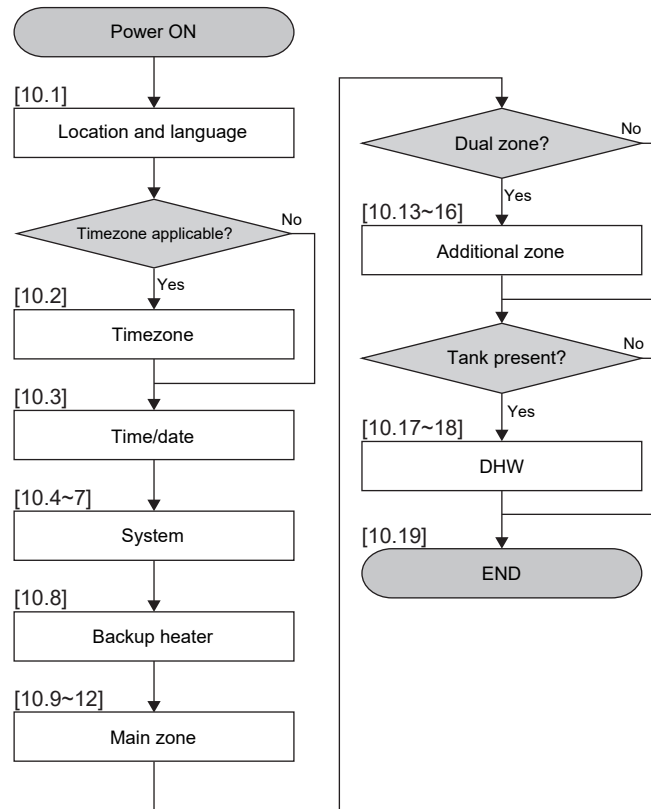 Power ON
[10.1]
Location and language
Timezone applicable?
No
Yes
[10.2]
Timezone
[10.3]
Time/date
[10.4~7]
System
[10.8]
Backup heater
[10.9~12]
Main zone
Dual zone?
No
Yes
[10.13~16]
Additional zone
Tank present?
No
Yes
[10.17~18]
DHW
[10.19]
END